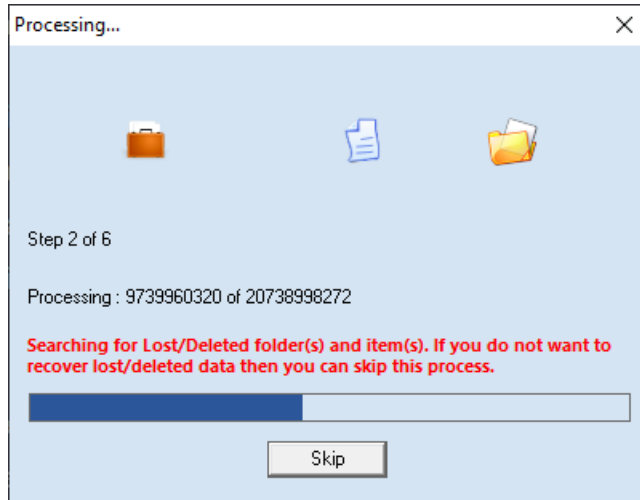 Processing...
Step 2 of 6
Processing : 9739960320 of 20738998272
Searching for Lost/Deleted folder(s) and item(s). If you do not want to
recover lost/deleted data then you can skip this process.
Skip